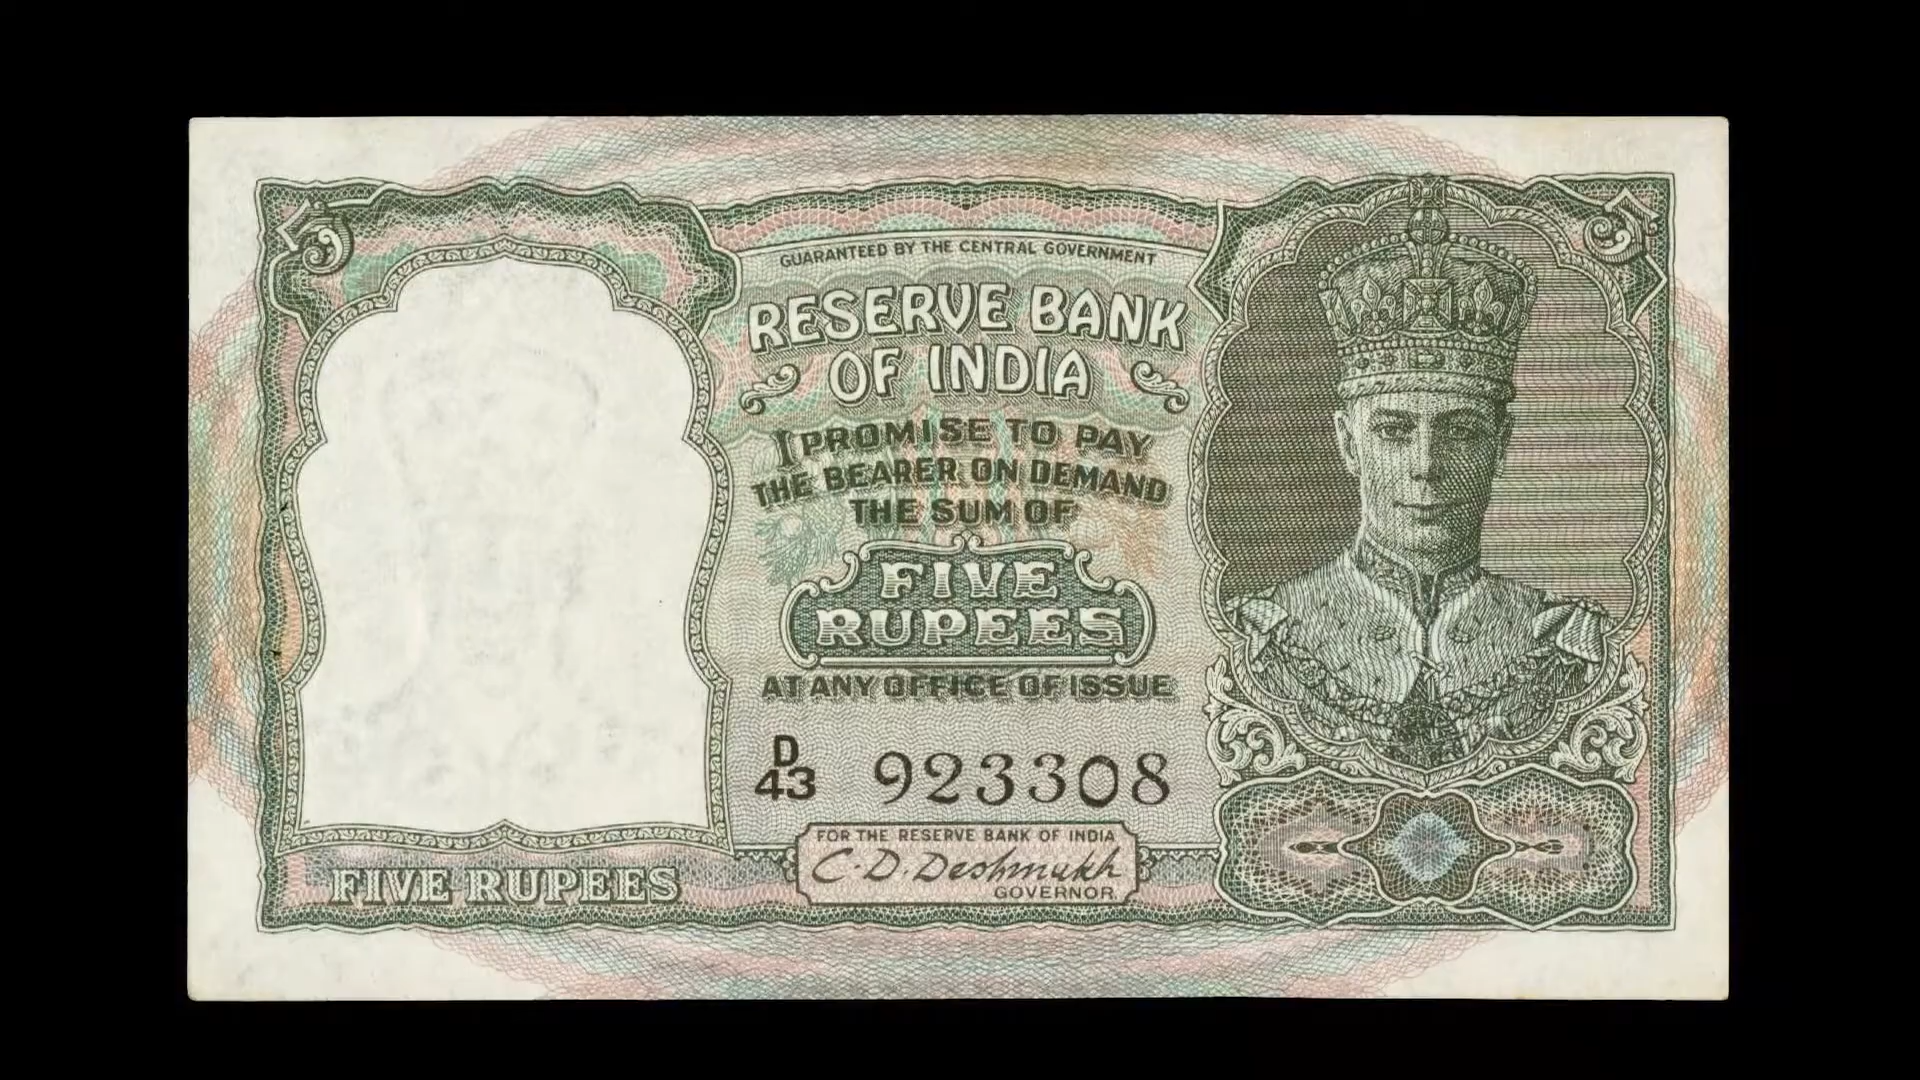 5
5
GUARANTEED BY THE CENTRAL GOVERNMENT
RESERVE BANK
OF INDIA
I PROMISE TO PAY
THE BEARER ON DEMAND
THE SUM OF
FIVE
RUPEES
AT ANY OFFICE OF ISSUE
D
43 923308
FOR THE RESERVE BANK OF INDIA
C. D. Deshmukh
GOVERNOR.
FIVE RUPEES